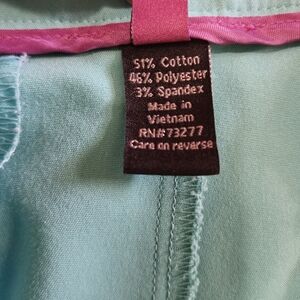 51% Cotton
46% Polyester
3% Spandex
Made in
Vietnam
RN#73277
Care on reverse